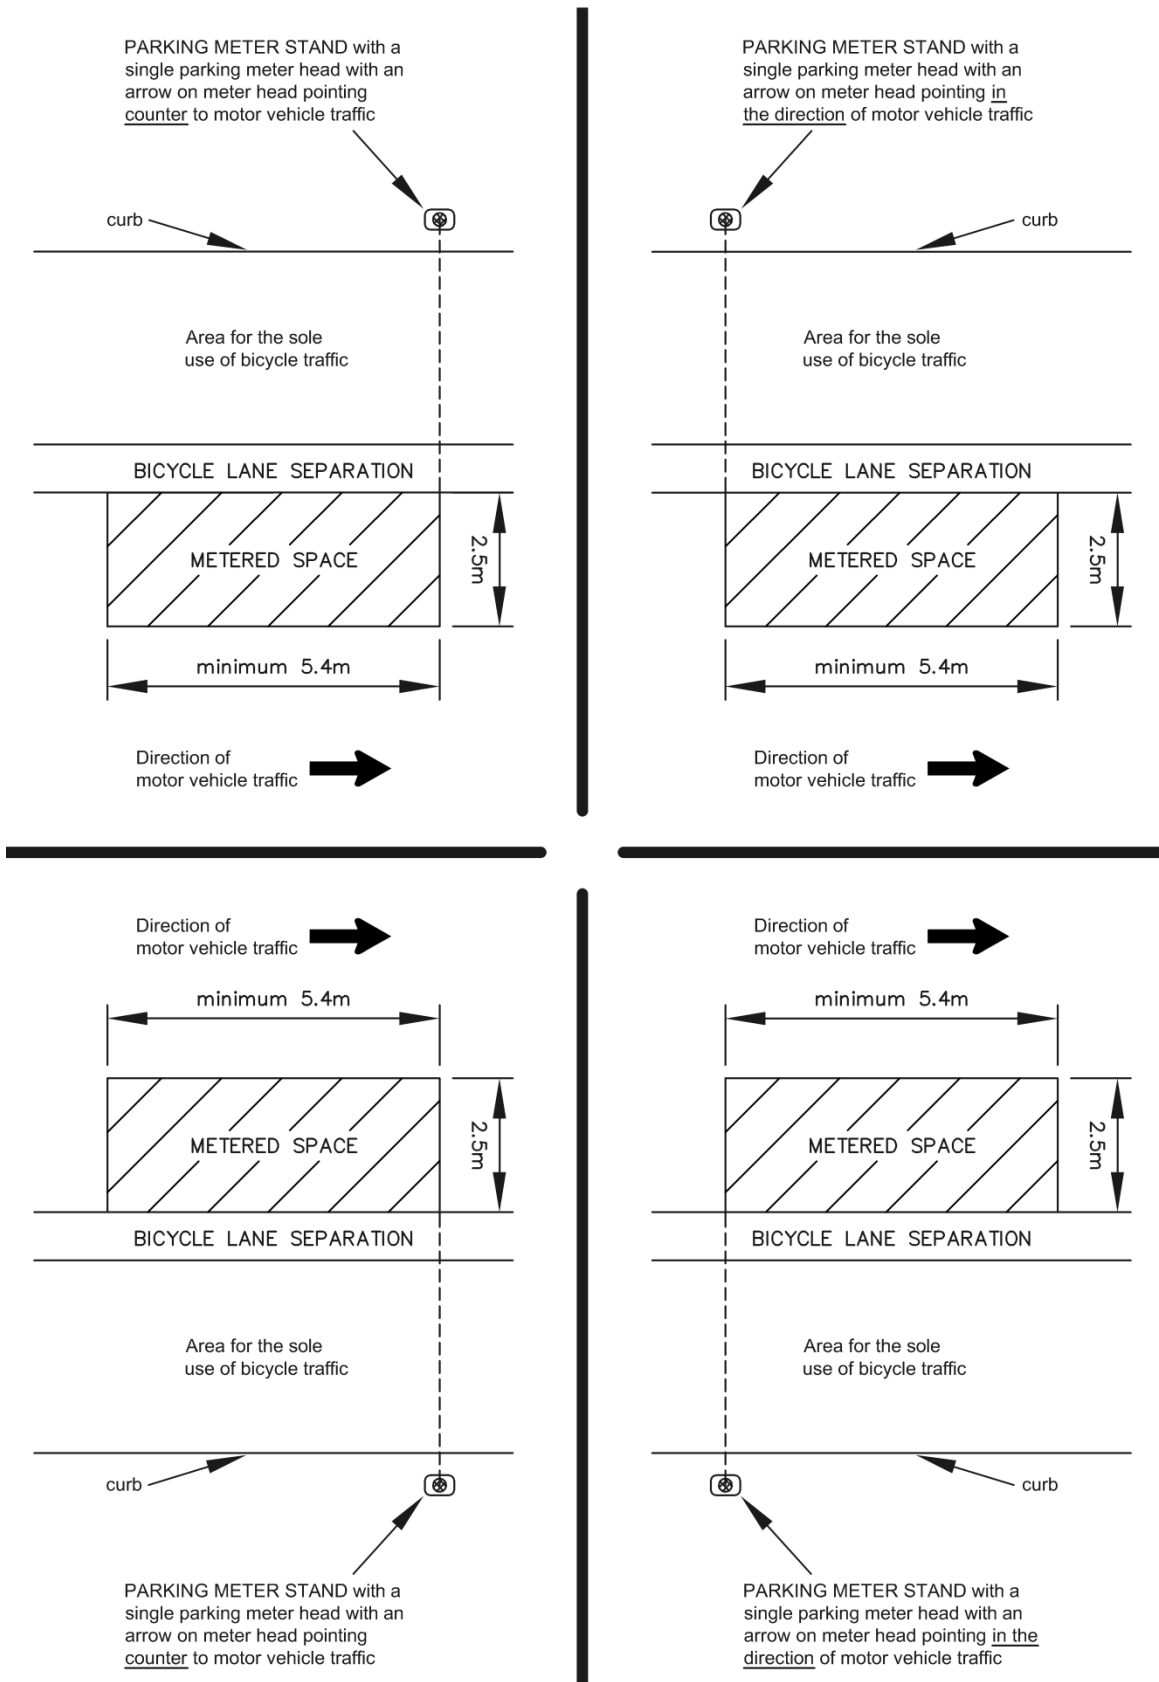 PARKING METER STAND with a
single parking meter head with an
arrow on meter head pointing
counter to motor vehicle traffic
curb
Area for the sole
use of bicycle traffic
BICYCLE LANE SEPARATION
METERED SPACE
2.5m
minimum 5.4m
Direction of
motor vehicle traffic
PARKING METER STAND with a
single parking meter head with an
arrow on meter head pointing in
the direction of motor vehicle traffic
curb
Area for the sole
use of bicycle traffic
BICYCLE LANE SEPARATION
METERED SPACE
2.5m
minimum 5.4m
Direction of
motor vehicle traffic
Direction of
motor vehicle traffic
minimum 5.4m
METERED SPACE
2.5m
BICYCLE LANE SEPARATION
Area for the sole
use of bicycle traffic
curb
PARKING METER STAND with a
single parking meter head with an
arrow on meter head pointing
counter to motor vehicle traffic
Direction of
motor vehicle traffic
minimum 5.4m
METERED SPACE
2.5m
BICYCLE LANE SEPARATION
Area for the sole
use of bicycle traffic
curb
PARKING METER STAND with a
single parking meter head with an
arrow on meter head pointing in the
direction of motor vehicle traffic